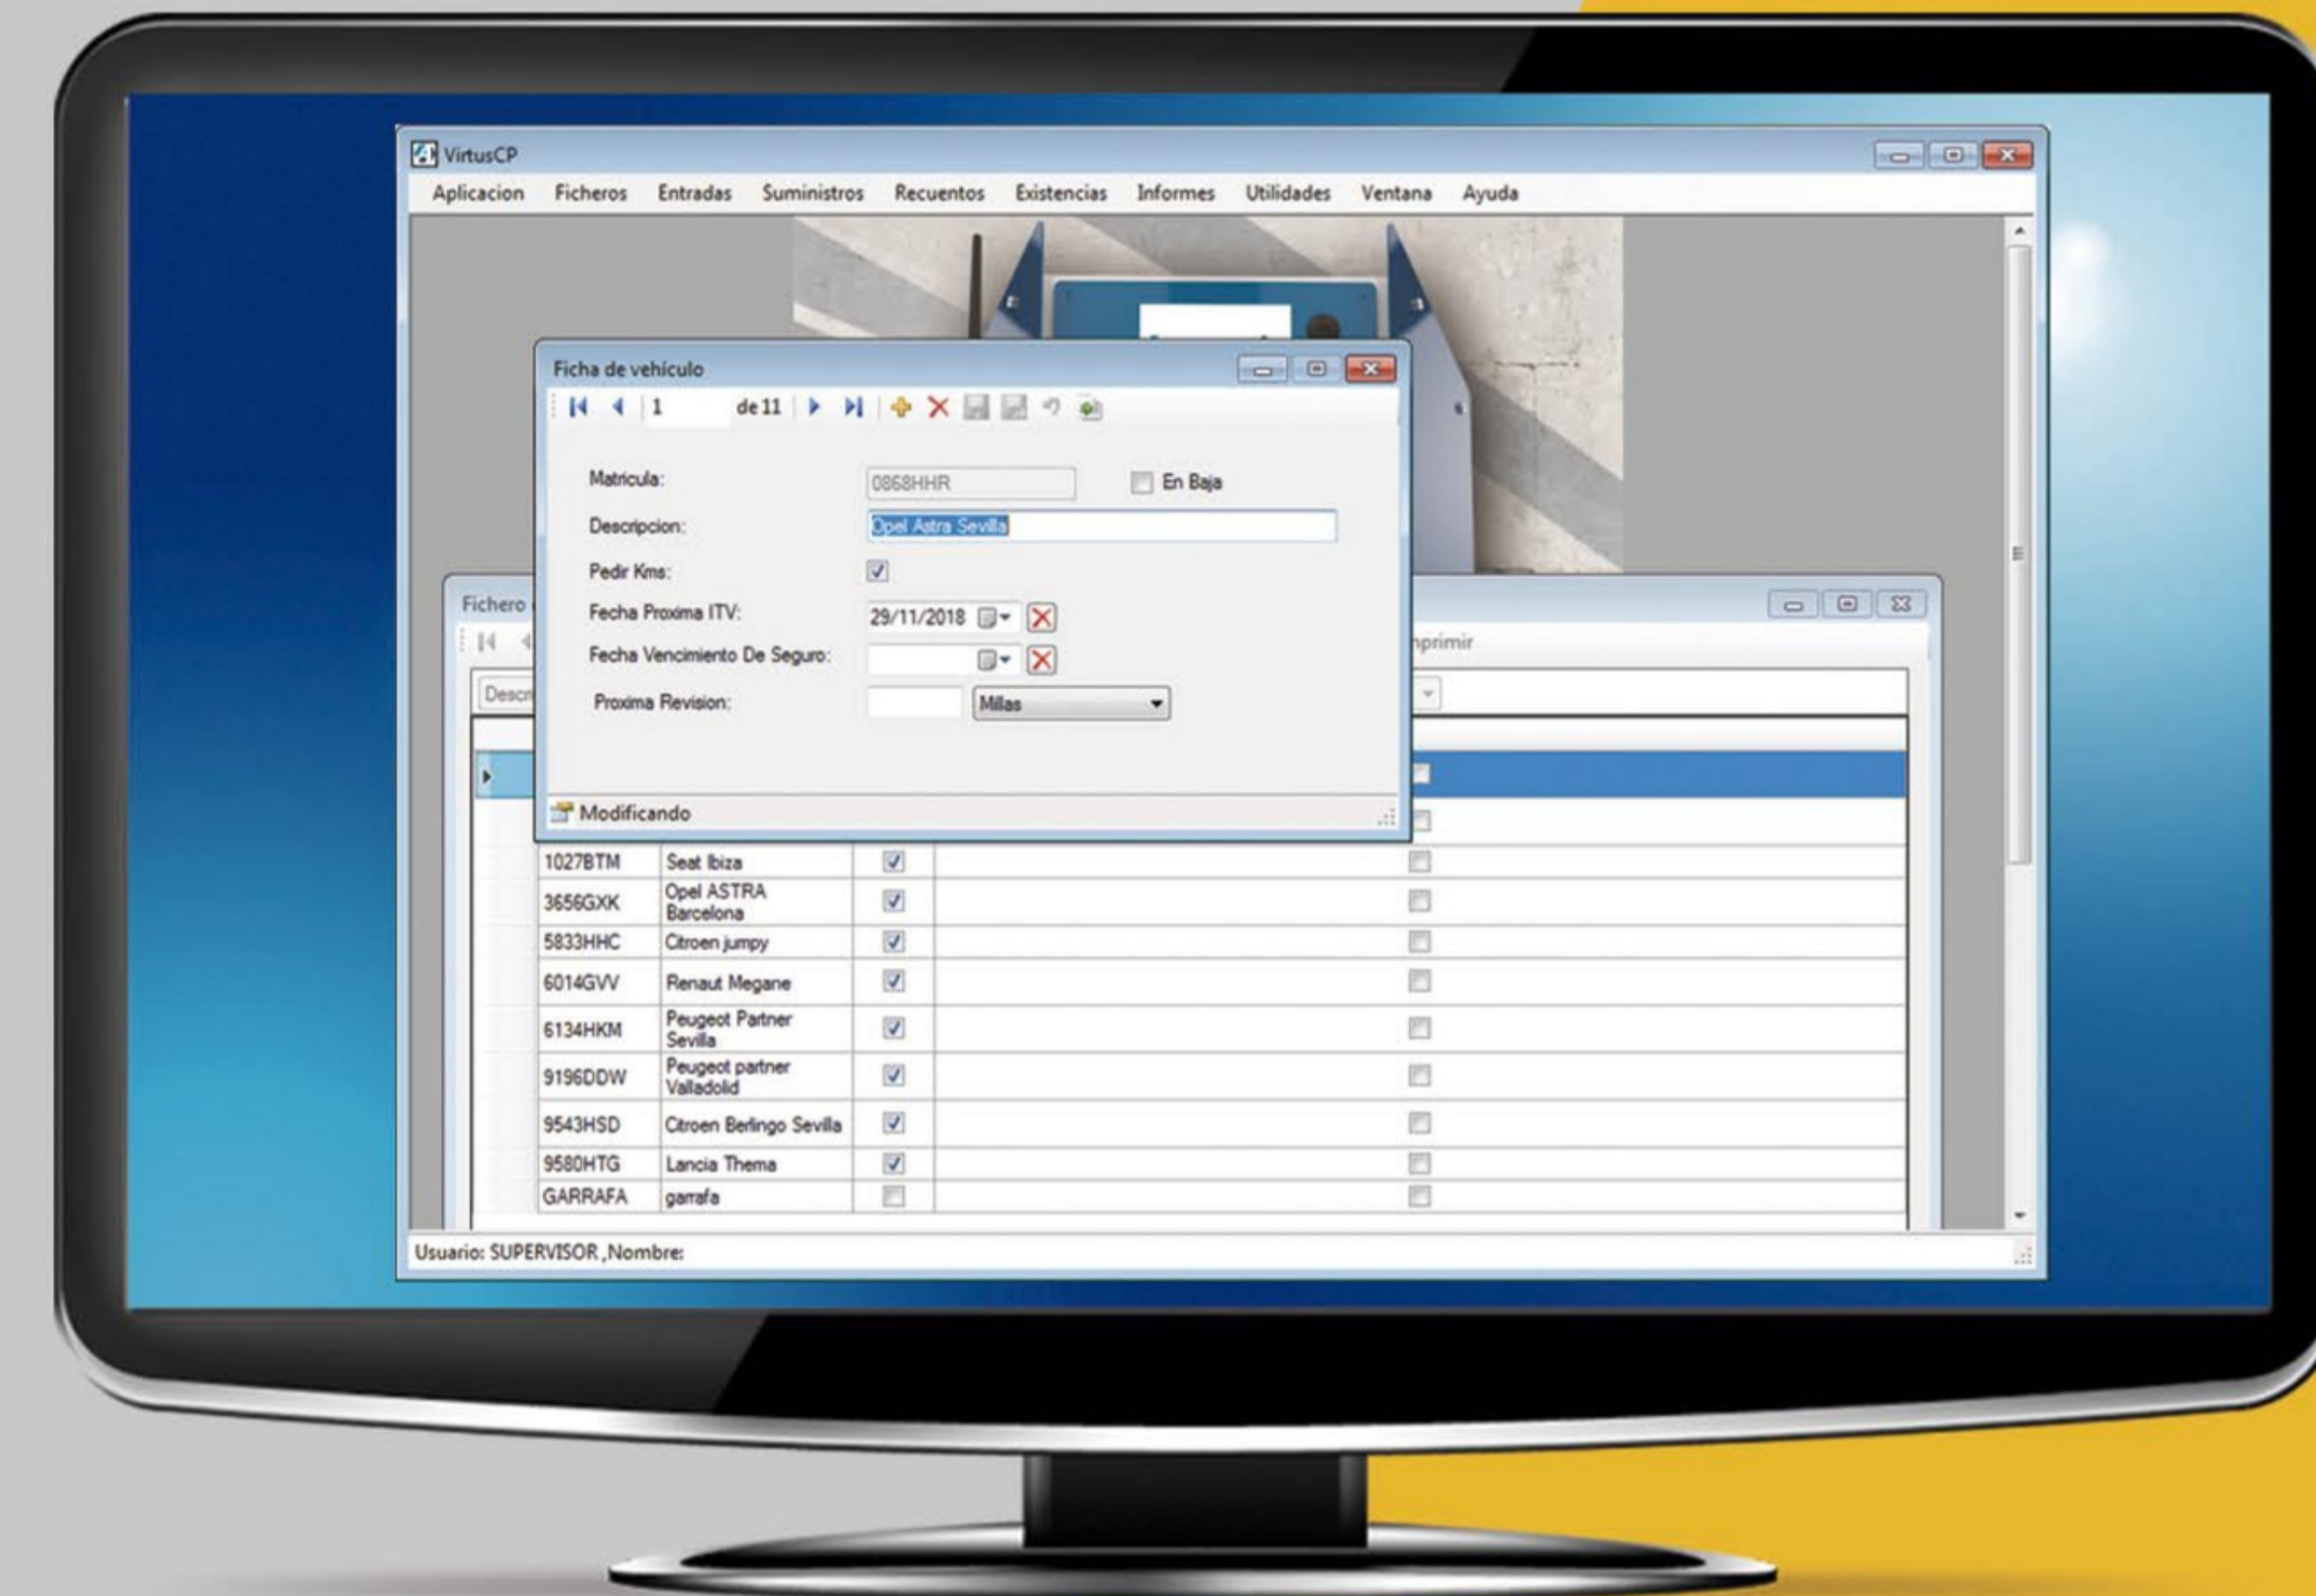 VirtusCP
Aplicacion Ficheros Entradas Suministros Recuentos Existencias Informes Utilidades Ventana Ayuda
Ficha de vehículo
1 de 11
Matricula: 0868HHR En Baja
Descripcion: Opel Astra Sevilla
Pedir Kms:
Fecha Proxima ITV: 29/11/2018
Fecha Vencimiento De Seguro:
Proxima Revision: Millas
Modificando
Fichero
1027BTM Seat Ibiza
3656GXK Opel ASTRA
Barcelona
5833HHC Citroen jumpy
6014GVV Renaut Megane
6134HKM Peugeot Partner
Sevilla
9196DDW Peugeot partner
Valladolid
9543HSD Citroen Berlingo Sevilla
9580HTG Lancia Thema
GARRAFA garrafa
Usuario: SUPERVISOR ,Nombre: